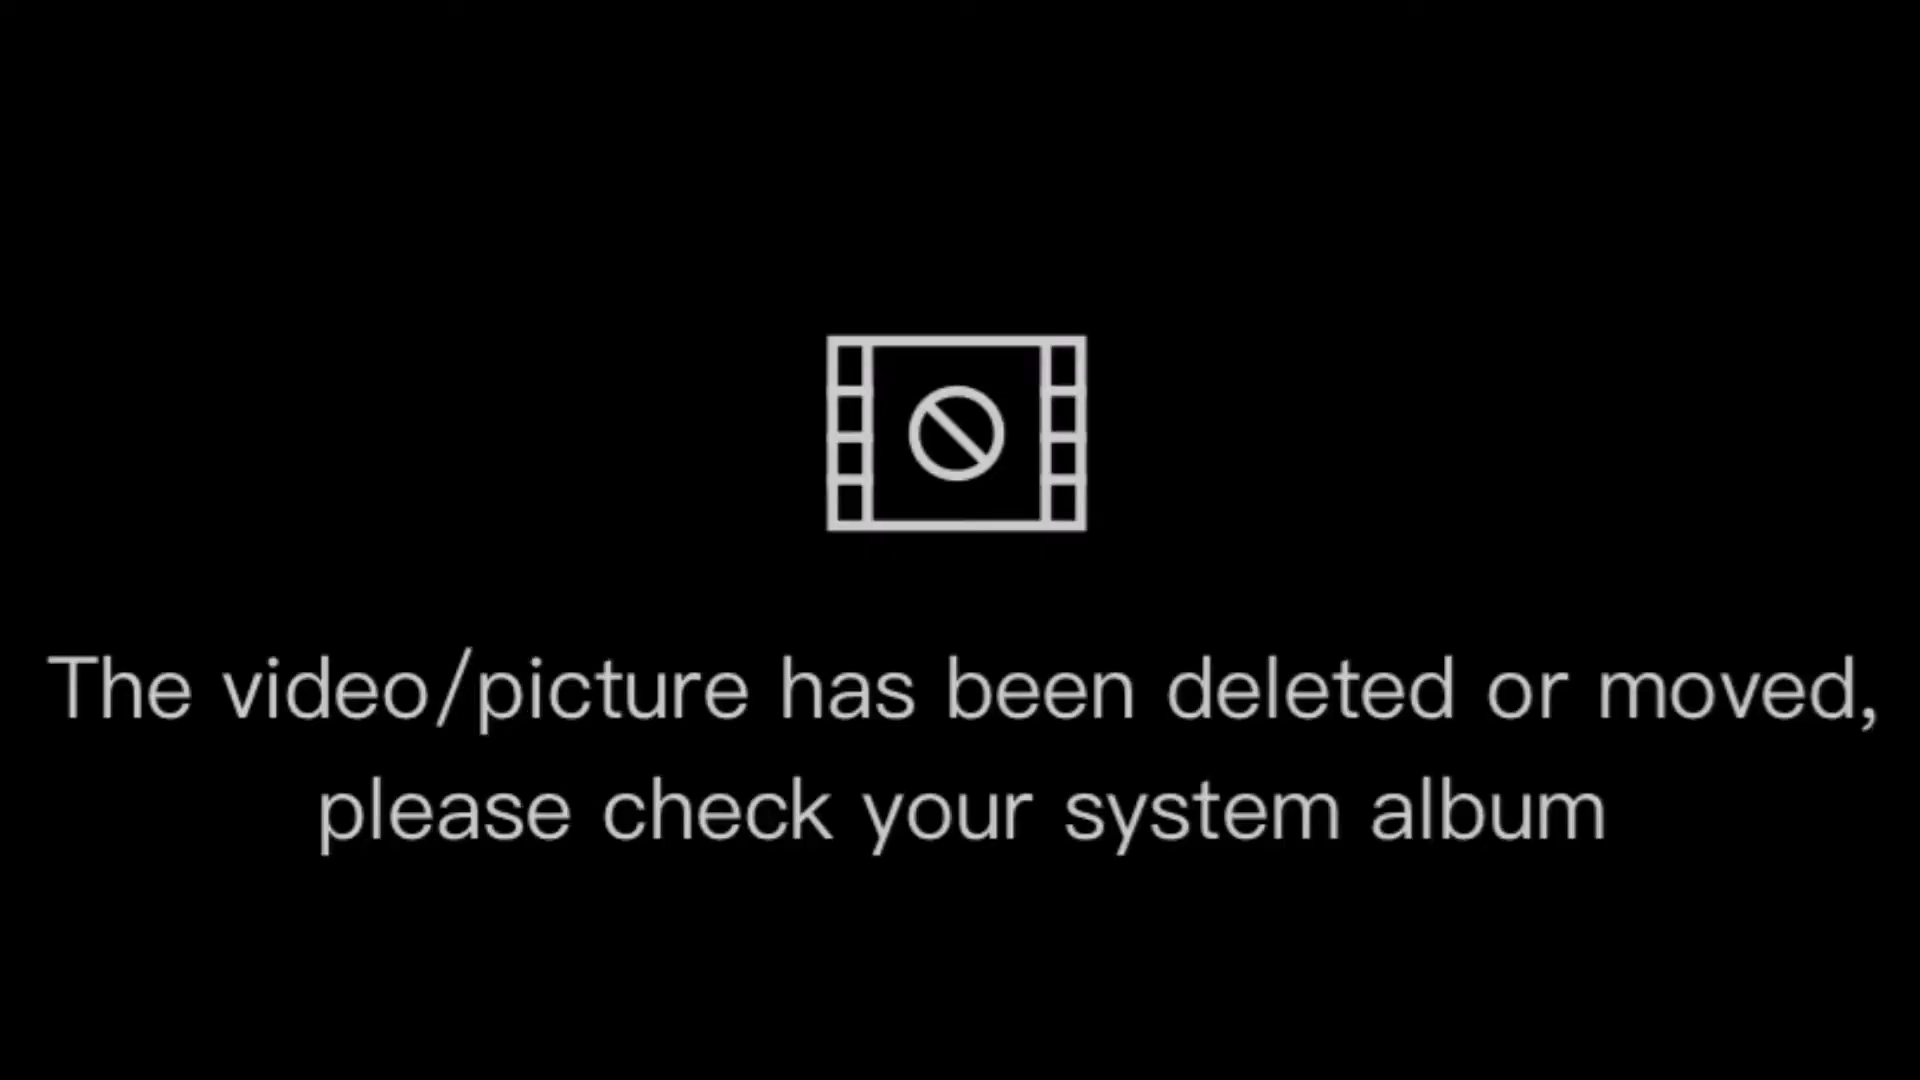 The video/picture has been deleted or moved,
please check your system album